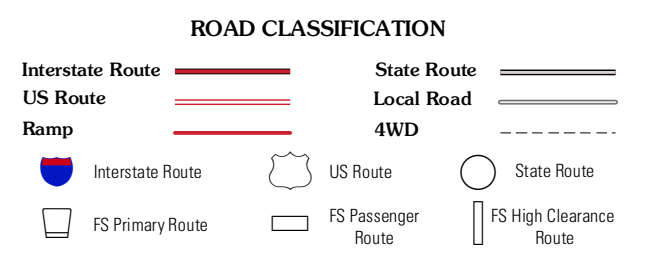 ROAD CLASSIFICATION
Interstate Route
State Route
US Route
Local Road
Ramp
4WD
Interstate Route
US Route
State Route
FS Primary Route
FS Passenger
Route
FS High Clearance
Route